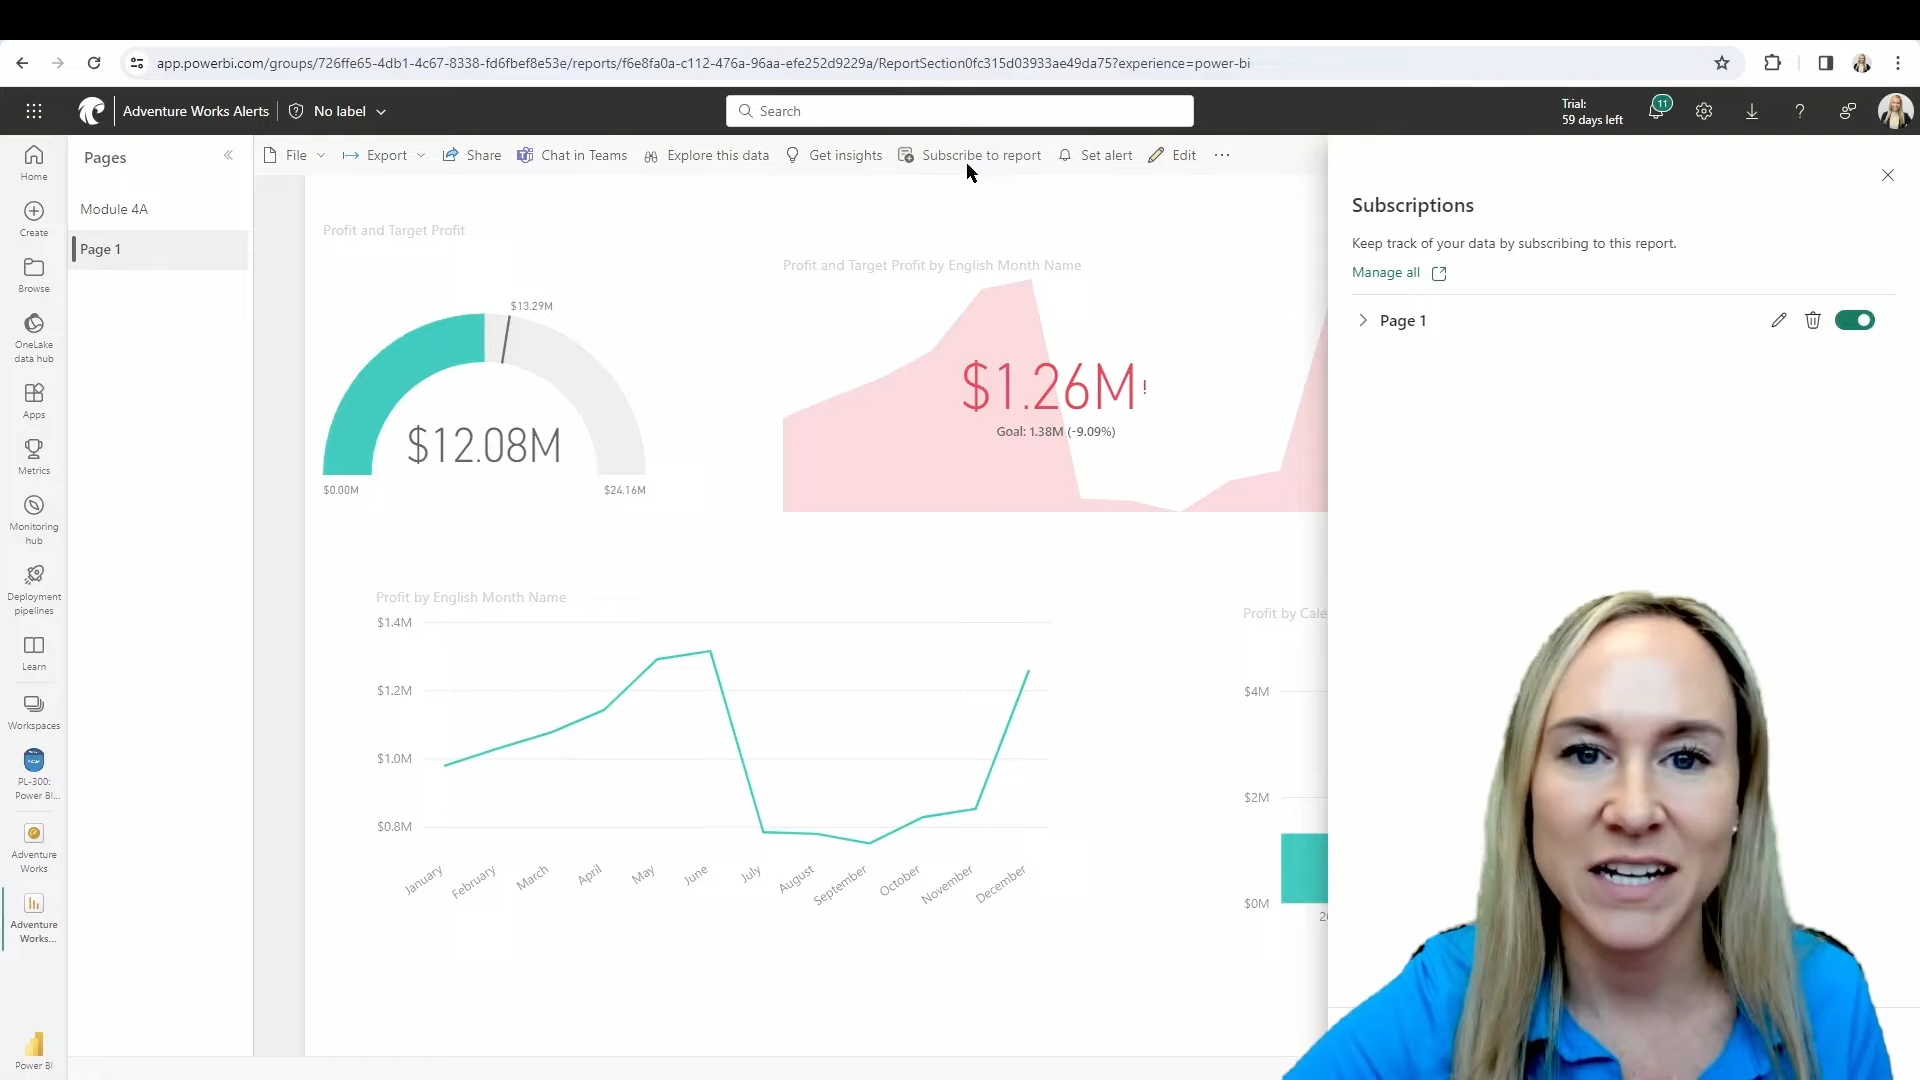 app.powerbi.com/groups/726ffe65-4db1-4c67-8338-fd6fbef8e53e/reports/f6e8fa0a-c112-476a-96aa-efe252d9229a/ReportSection0fc315d03933ae49da75?experience=power-bi
Adventure Works Alerts
No label
Search
Trial:
59 days left
11
Home
Create
Browse
OneLake
data hub
Apps
Metrics
Monitoring
hub
Deployment
pipelines
Learn
Workspaces
PL-300:
Power BI...
Adventure
Works
Adventure
Works...
Power BI
Pages
Module 4A
Page 1
File
Export
Share
Chat in Teams
Explore this data
Get insights
Subscribe to report
Set alert
Edit
...
Profit and Target Profit
$13.29M
$12.08M
$0.00M
$24.16M
Profit and Target Profit by English Month Name
$1.26M!
Goal: 1.38M (-9.09%)
Profit by English Month Name
$1.4M
$1.2M
$1.0M
$0.8M
January
February
March
April
May
June
July
August
September
October
November
December
Profit by Cale
$4M
$2M
$0M
Subscriptions
Keep track of your data by subscribing to this report.
Manage all
Page 1